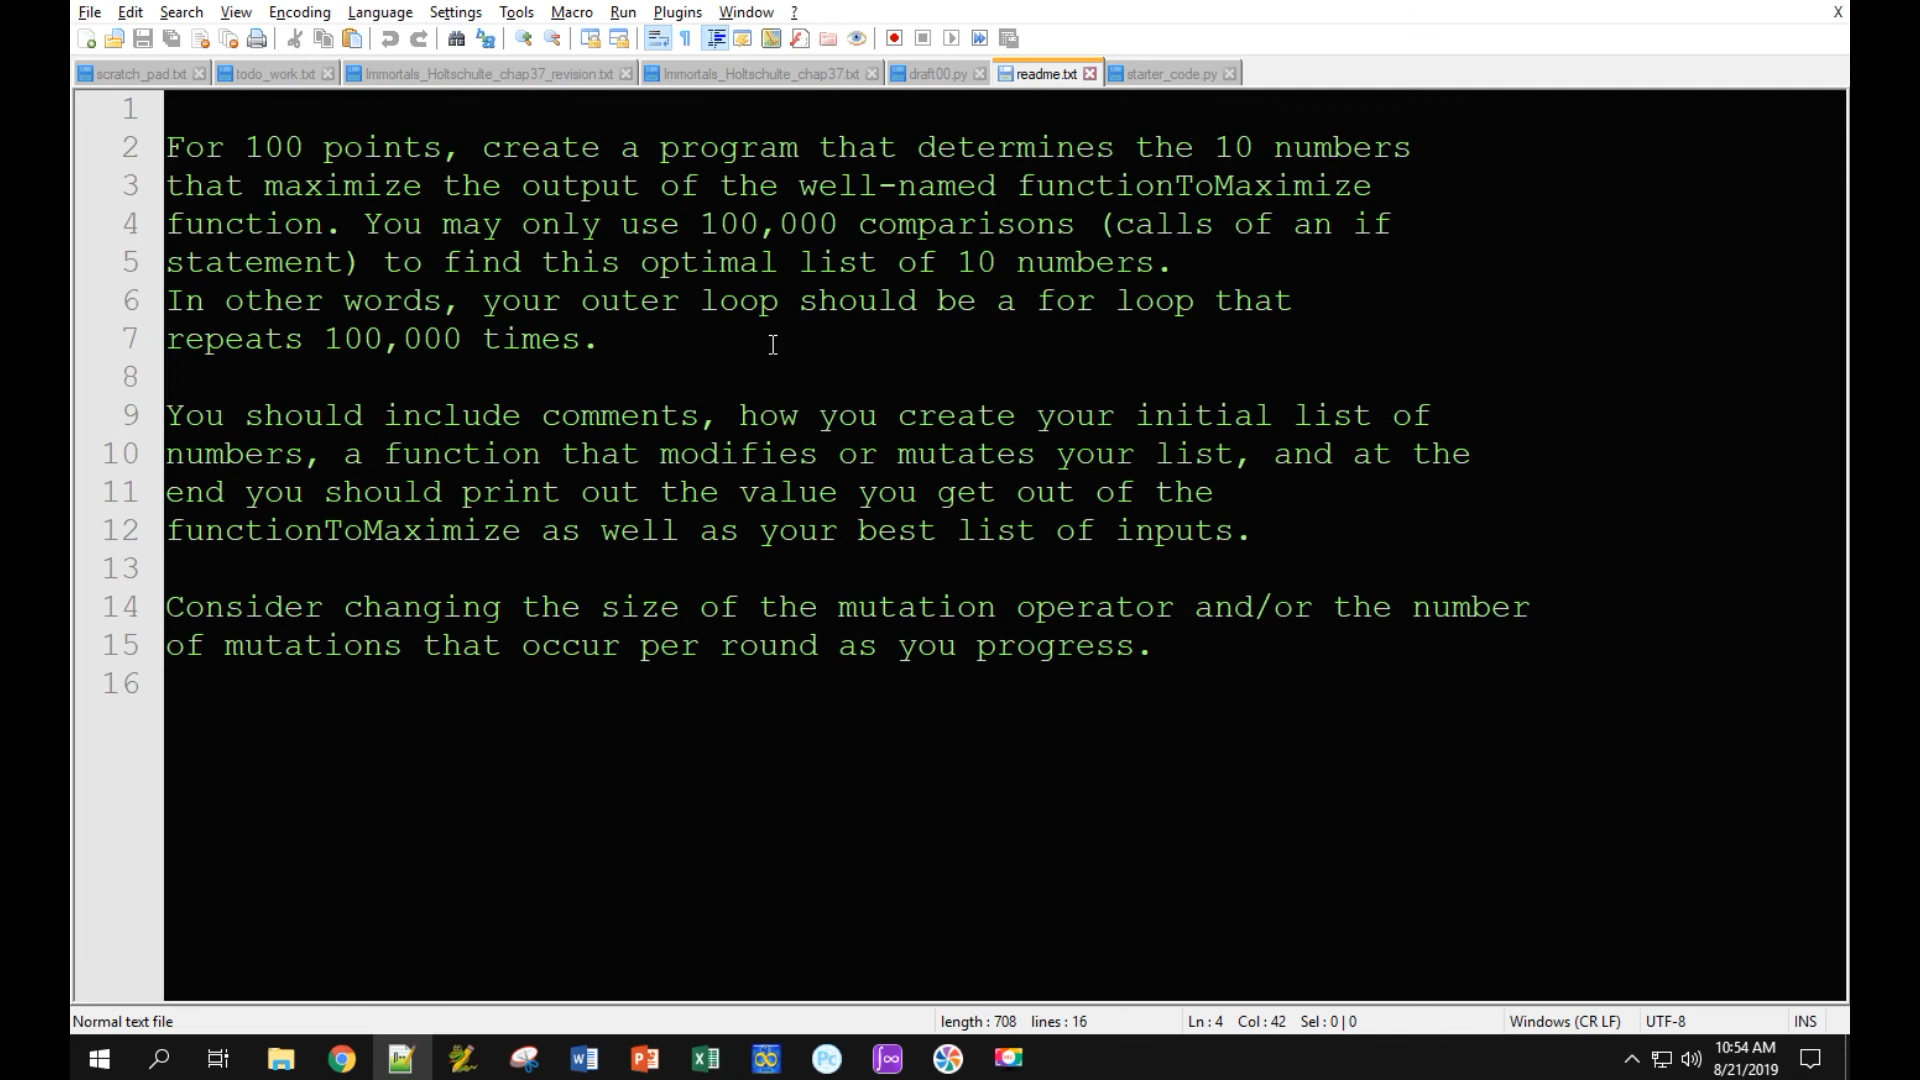 File Edit Search View Encoding Language Settings Tools Macro Run Plugins Window ? X
scratch_pad.txt todo_work.txt Immortals_Holtschulte_chap37_revision.txt Immortals_Holtschulte_chap37.txt draft00.py readme.txt starter_code.py
1
2 For 100 points, create a program that determines the 10 numbers
3 that maximize the output of the well-named functionToMaximize
4 function. You may only use 100,000 comparisons (calls of an if
5 statement) to find this optimal list of 10 numbers.
6 In other words, your outer loop should be a for loop that
7 repeats 100,000 times.
8
9 You should include comments, how you create your initial list of
10 numbers, a function that modifies or mutates your list, and at the
11 end you should print out the value you get out of the
12 functionToMaximize as well as your best list of inputs.
13
14 Consider changing the size of the mutation operator and/or the number
15 of mutations that occur per round as you progress.
16
Normal text file length : 708 lines : 16 Ln : 4 Col : 42 Sel : 0 | 0 Windows (CR LF) UTF-8 INS
10:54 AM
8/21/2019